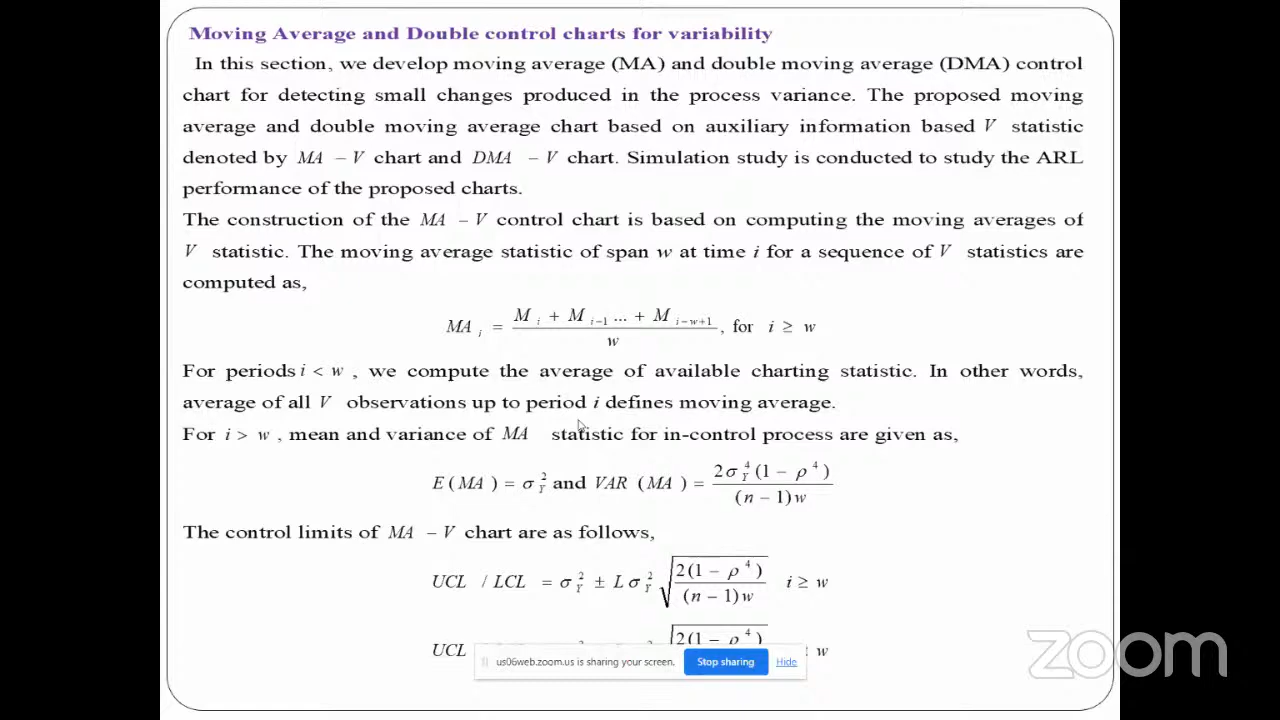 Moving Average and Double control charts for variability
In this section, we develop moving average (MA) and double moving average (DMA) control
chart for detecting small changes produced in the process variance. The proposed moving
average and double moving average chart based on auxiliary information based V statistic
denoted by MA – V chart and DMA – V chart. Simulation study is conducted to study the ARL
performance of the proposed charts.
The construction of the MA – V control chart is based on computing the moving averages of
V statistic. The moving average statistic of span w at time i for a sequence of V statistics are
computed as,
MA_i = (M_i + M_{i−1} ... + M_{i−w+1}) / w , for i ≥ w
For periods i < w , we compute the average of available charting statistic. In other words,
average of all V observations up to period i defines moving average.
For i > w , mean and variance of MA statistic for in-control process are given as,
E ( MA ) = σ_Y^2 and VAR ( MA ) = 2σ_Y^4 (1 − ρ^4) / (n − 1)w
The control limits of MA – V chart are as follows,
UCL / LCL = σ_Y^2 ± L σ_Y^2 √(2(1 − ρ^4) / (n − 1)w) i ≥ w
UCL 2(1 − ρ^4) w
us06web.zoom.us is sharing your screen. Stop sharing Hide
zoom